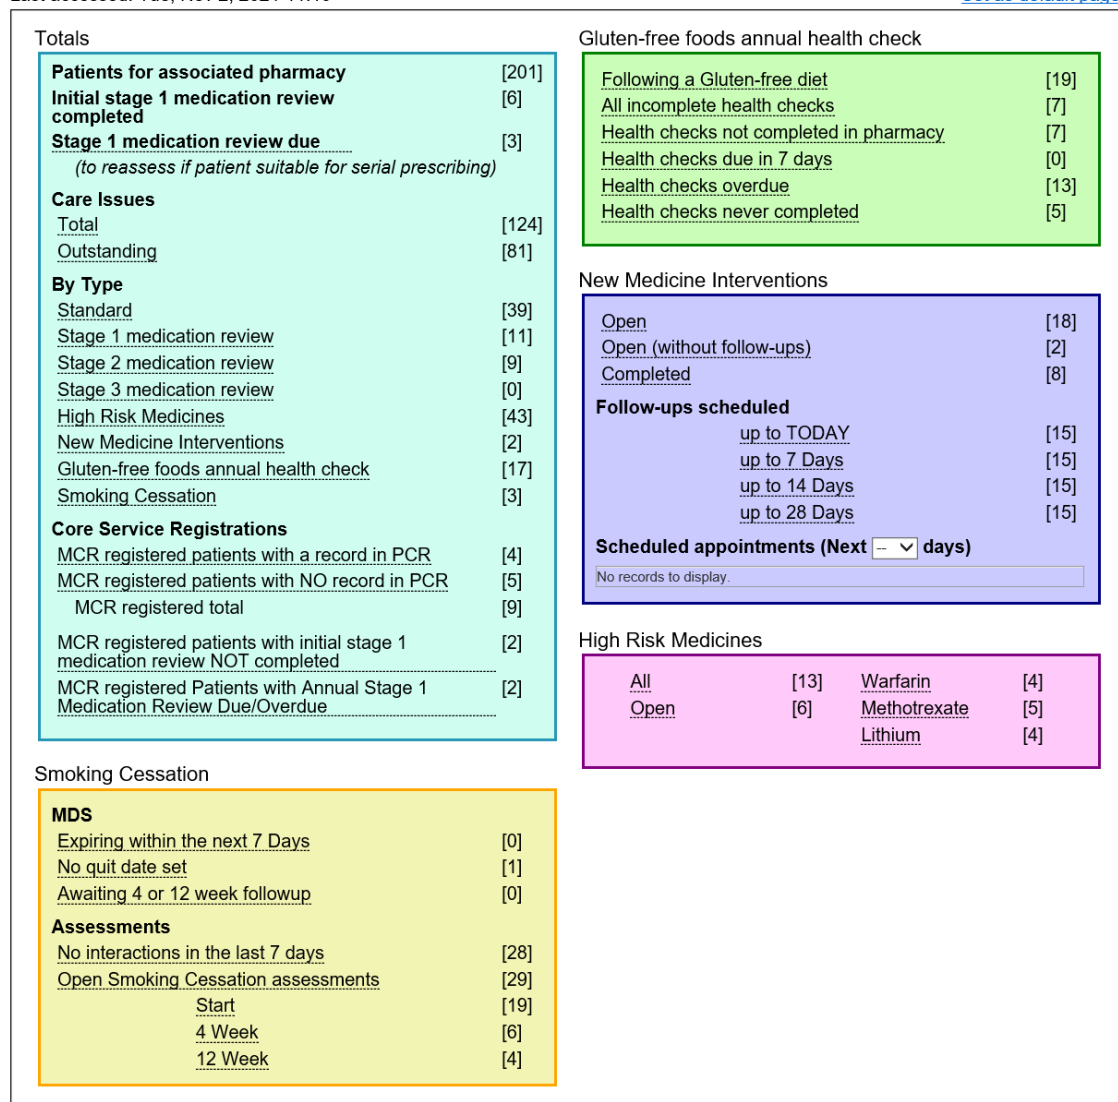 Totals
Patients for associated pharmacy [201]
Initial stage 1 medication review [6]
completed
Stage 1 medication review due [3]
(to reassess if patient suitable for serial prescribing)
Care Issues
Total [124]
Outstanding [81]
By Type
Standard [39]
Stage 1 medication review [11]
Stage 2 medication review [9]
Stage 3 medication review [0]
High Risk Medicines [43]
New Medicine Interventions [2]
Gluten-free foods annual health check [17]
Smoking Cessation [3]
Core Service Registrations
MCR registered patients with a record in PCR [4]
MCR registered patients with NO record in PCR [5]
MCR registered total [9]
MCR registered patients with initial stage 1 [2]
medication review NOT completed
MCR registered Patients with Annual Stage 1 [2]
Medication Review Due/Overdue
Smoking Cessation
MDS
Expiring within the next 7 Days [0]
No quit date set [1]
Awaiting 4 or 12 week followup [0]
Assessments
No interactions in the last 7 days [28]
Open Smoking Cessation assessments [29]
Start [19]
4 Week [6]
12 Week [4]
Gluten-free foods annual health check
Following a Gluten-free diet [19]
All incomplete health checks [7]
Health checks not completed in pharmacy [7]
Health checks due in 7 days [0]
Health checks overdue [13]
Health checks never completed [5]
New Medicine Interventions
Open [18]
Open (without follow-ups) [2]
Completed [8]
Follow-ups scheduled
up to TODAY [15]
up to 7 Days [15]
up to 14 Days [15]
up to 28 Days [15]
Scheduled appointments (Next -- days)
No records to display.
High Risk Medicines
All [13] Warfarin [4]
Open [6] Methotrexate [5]
Lithium [4]